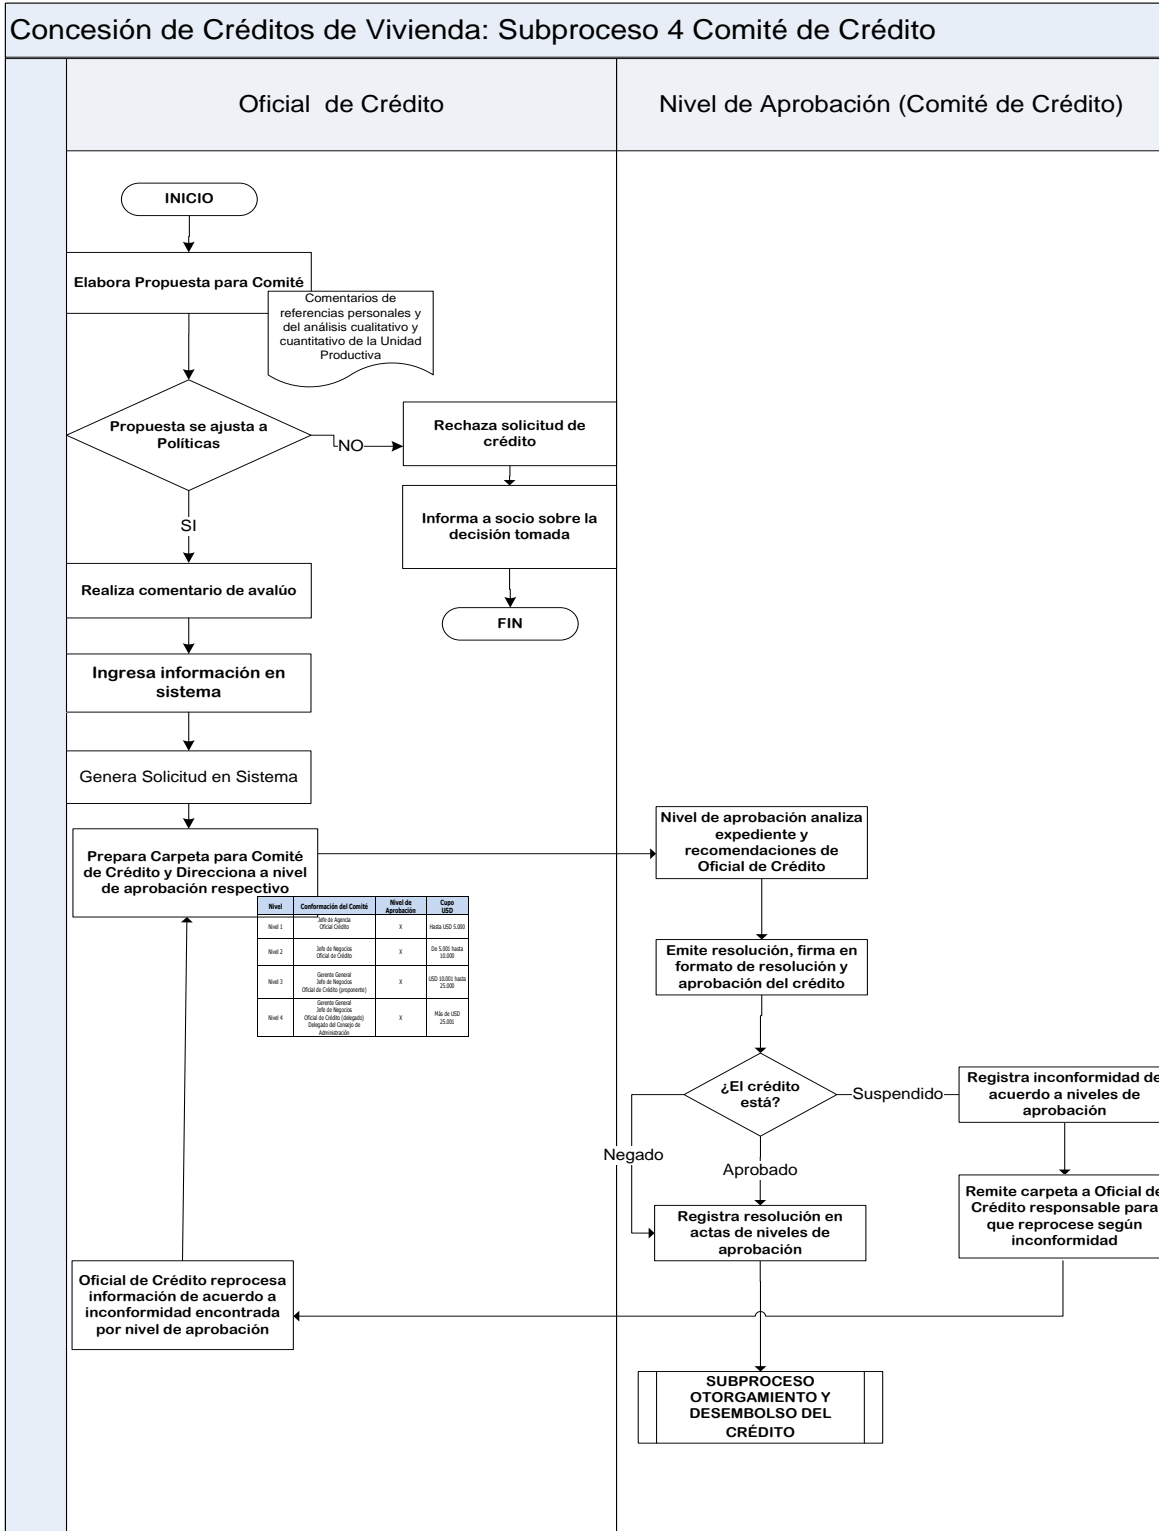 Concesión de Créditos de Vivienda: Subproceso 4 Comité de Crédito
Oficial de Crédito
Nivel de Aprobación (Comité de Crédito)
INICIO
Elabora Propuesta para Comité
Comentarios de
referencias personales y
del análisis cualitativo y
cuantitativo de la Unidad
Productiva
Propuesta se ajusta a
Políticas
NO
Rechaza solicitud de
crédito
Informa a socio sobre la
decisión tomada
FIN
SI
Realiza comentario de avalúo
Ingresa información en
sistema
Genera Solicitud en Sistema
Prepara Carpeta para Comité
de Crédito y Direcciona a nivel
de aprobación respectivo
Nivel
Conformación del Comité
Nivel de
Aprobación
Cupo
USD
Nivel 1
Jefe de Agencia
Oficial Crédito
X
Hasta USD 5.000
Nivel 2
Jefe de Negocios
Oficial de Crédito
X
De 5.001 hasta
10.000
Nivel 3
Gerente General
Jefe de Negocios
Oficial de Crédito (proponente)
X
USD 10.001 hasta
25.000
Nivel 4
Gerente General
Jefe de Negocios
Oficial de Crédito (delegado)
Delegado del Consejo de
Administración
X
Más de USD
25.001
Nivel de aprobación analiza
expediente y
recomendaciones de
Oficial de Crédito
Emite resolución, firma en
formato de resolución y
aprobación del crédito
¿El crédito
está?
Suspendido
Registra inconformidad de
acuerdo a niveles de
aprobación
Negado
Aprobado
Remite carpeta a Oficial de
Crédito responsable para
que reprocese según
inconformidad
Registra resolución en
actas de niveles de
aprobación
Oficial de Crédito reprocesa
información de acuerdo a
inconformidad encontrada
por nivel de aprobación
SUBPROCESO
OTORGAMIENTO Y
DESEMBOLSO DEL
CRÉDITO